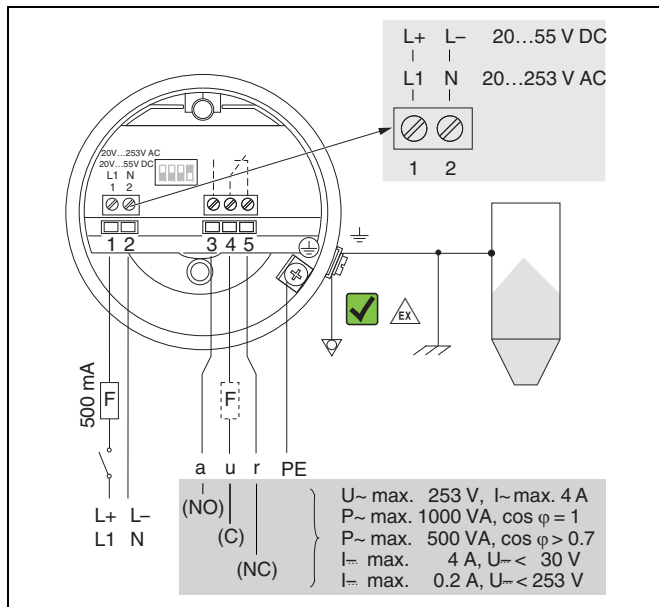 L+ L– 20...55 V DC
L1 N 20...253 V AC
1 2
20V...253V AC
20V...55V DC
L1 N
1 2
1 2 3 4 5
EX
500 mA
F
F
a u r PE
L+ L–
L1 N
(NO)
(C)
(NC)
U~ max. 253 V, I~ max. 4 A
P~ max. 1000 VA, cos φ = 1
P~ max. 500 VA, cos φ > 0.7
I⎓ max. 4 A, U⎓ < 30 V
I⎓ max. 0.2 A, U⎓ < 253 V